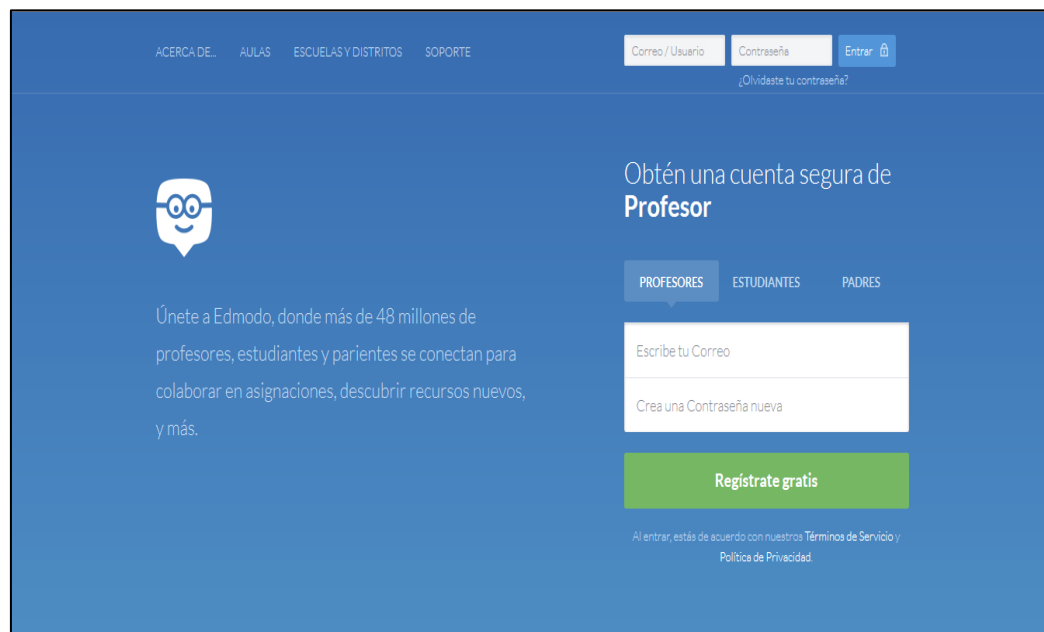 ACERCA DE... AULAS ESCUELAS Y DISTRITOS SOPORTE
Correo / Usuario Contraseña Entrar
¿Olvidaste tu contraseña?
Obtén una cuenta segura de
Profesor
PROFESORES ESTUDIANTES PADRES
Únete a Edmodo, donde más de 48 millones de
profesores, estudiantes y parientes se conectan para
colaborar en asignaciones, descubrir recursos nuevos,
y más.
Escribe tu Correo
Crea una Contraseña nueva
Regístrate gratis
Al entrar, estás de acuerdo con nuestros Términos de Servicio y
Política de Privacidad.